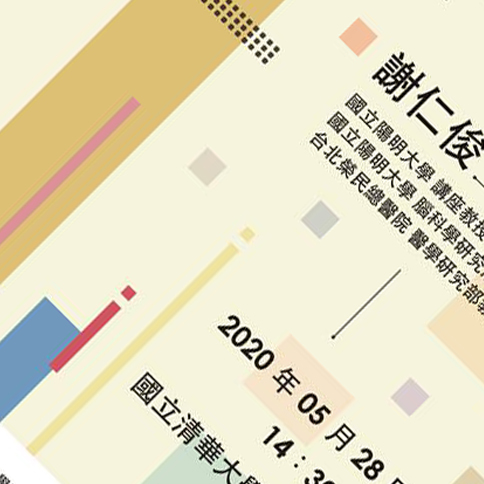 謝仁俊
國立陽明大學 講座教授
國立陽明大學 腦科學研究
台北榮民總醫院 醫學研究部
2020 年 05 月 28
14 : 30
國立清華大學